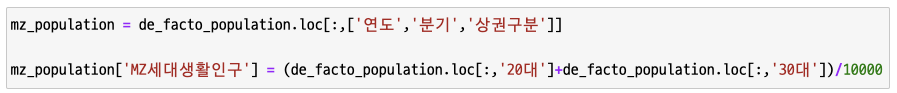 mz_population = de_facto_population.loc[:,['연도','분기','상권구분']]
mz_population['MZ세대생활인구'] = (de_facto_population.loc[:,'20대']+de_facto_population.loc[:,'30대'])/10000